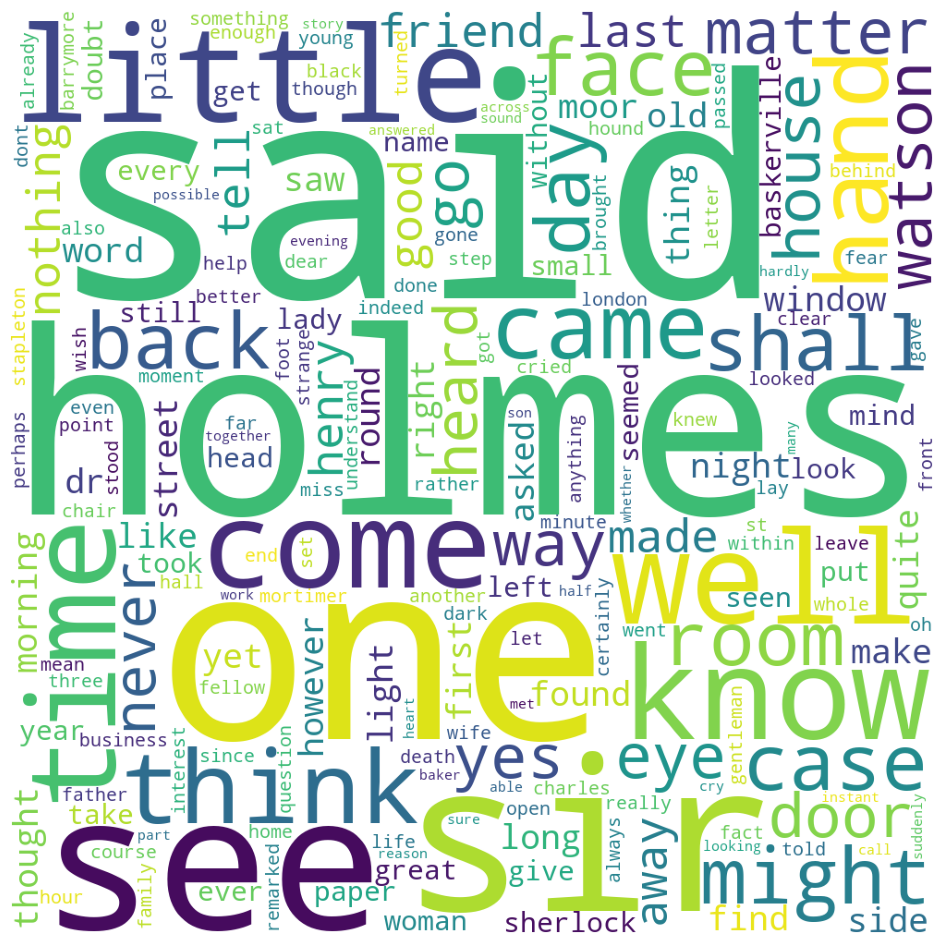 already
barrymore
doubt
place
something
enough
story
young
get
black
though
turned
friend
last
matter
little
face
said
across
sound
answered
moor
hound
old
passed
without
dont
nothing
also
word
every
possible
tell
sat
saw
evening
help
dear
name
good
go
gone
step
done
day
small
brought
thing
letter
baskerville
house
hand
behind
watson
fear
hardly
indeed
london
window
clear
gave
stapleton
wish
better
still
back
moment
lady
foot
strange
henry
round
right
heard
got
came
cried
shall
looked
holmes
perhaps
even
point
stood
far
together
head
street
dr
chair
understand
miss
rather
asked
son
anything
seemed
knew
night
look
lay
many
mind
front
whether
minute
morning
time
never
like
took
hall
come
end
set
mortimer
work
way
left
another
dark
half
let
met
certainly
made
st
within
seen
went
well
leave
put
whole
quite
oh
room
make
know
mean
three
year
business
one
yet
fellow
however
light
heart
first
found
wife
thought
father
take
course
hour
part
family
think
interest
since
question
home
remarked
ever
see
death
baker
life
reason
great
paper
woman
yes
able
charles
open
sure
long
give
sir
cry
sherlock
eye
really
always
away
gentleman
fact
looking
told
case
door
instant
call
might
find
side
suddenly